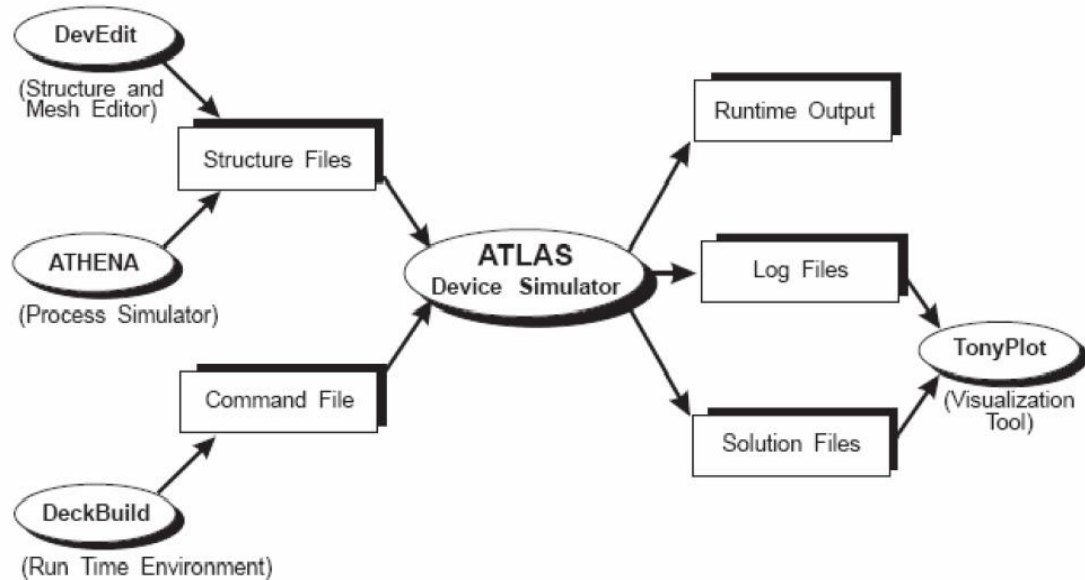 DevEdit
(Structure and
Mesh Editor)
Structure Files
ATHENA
(Process Simulator)
Command File
DeckBuild
(Run Time Environment)
ATLAS
Device Simulator
Runtime Output
Log Files
Solution Files
TonyPlot
(Visualization
Tool)